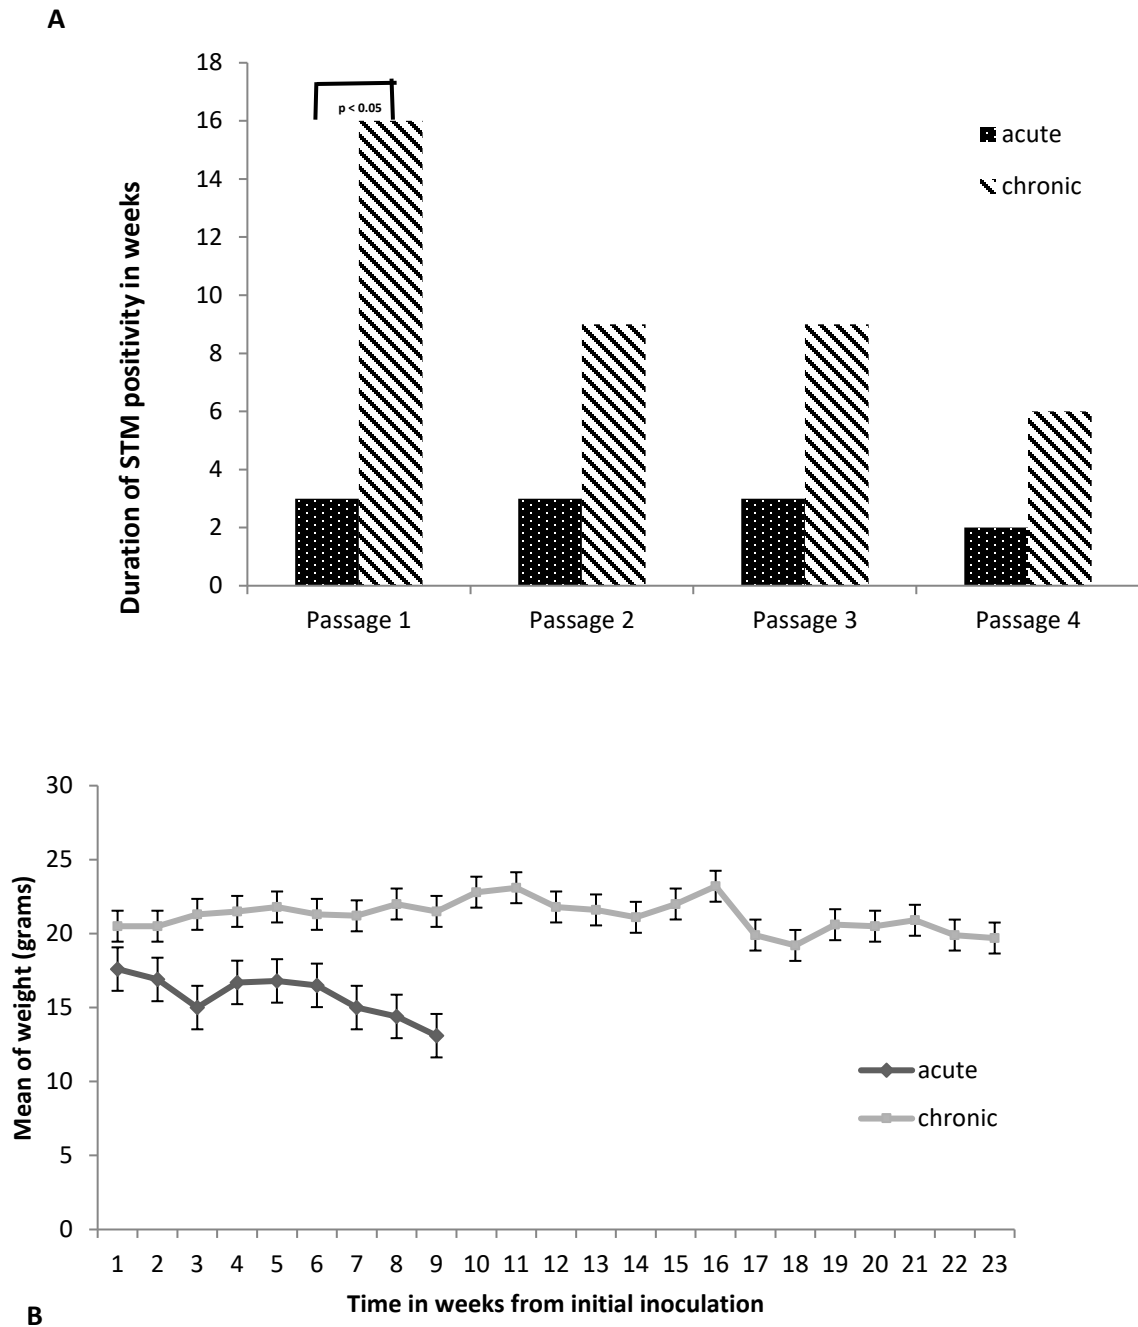 A
18
16
14
12
10
8
6
4
2
0
Duration of STM positivity in weeks
p < 0.05
acute
chronic
Passage 1 Passage 2 Passage 3 Passage 4
30
25
20
15
10
5
0
Mean of weight (grams)
acute
chronic
1 2 3 4 5 6 7 8 9 10 11 12 13 14 15 16 17 18 19 20 21 22 23
Time in weeks from initial inoculation
B